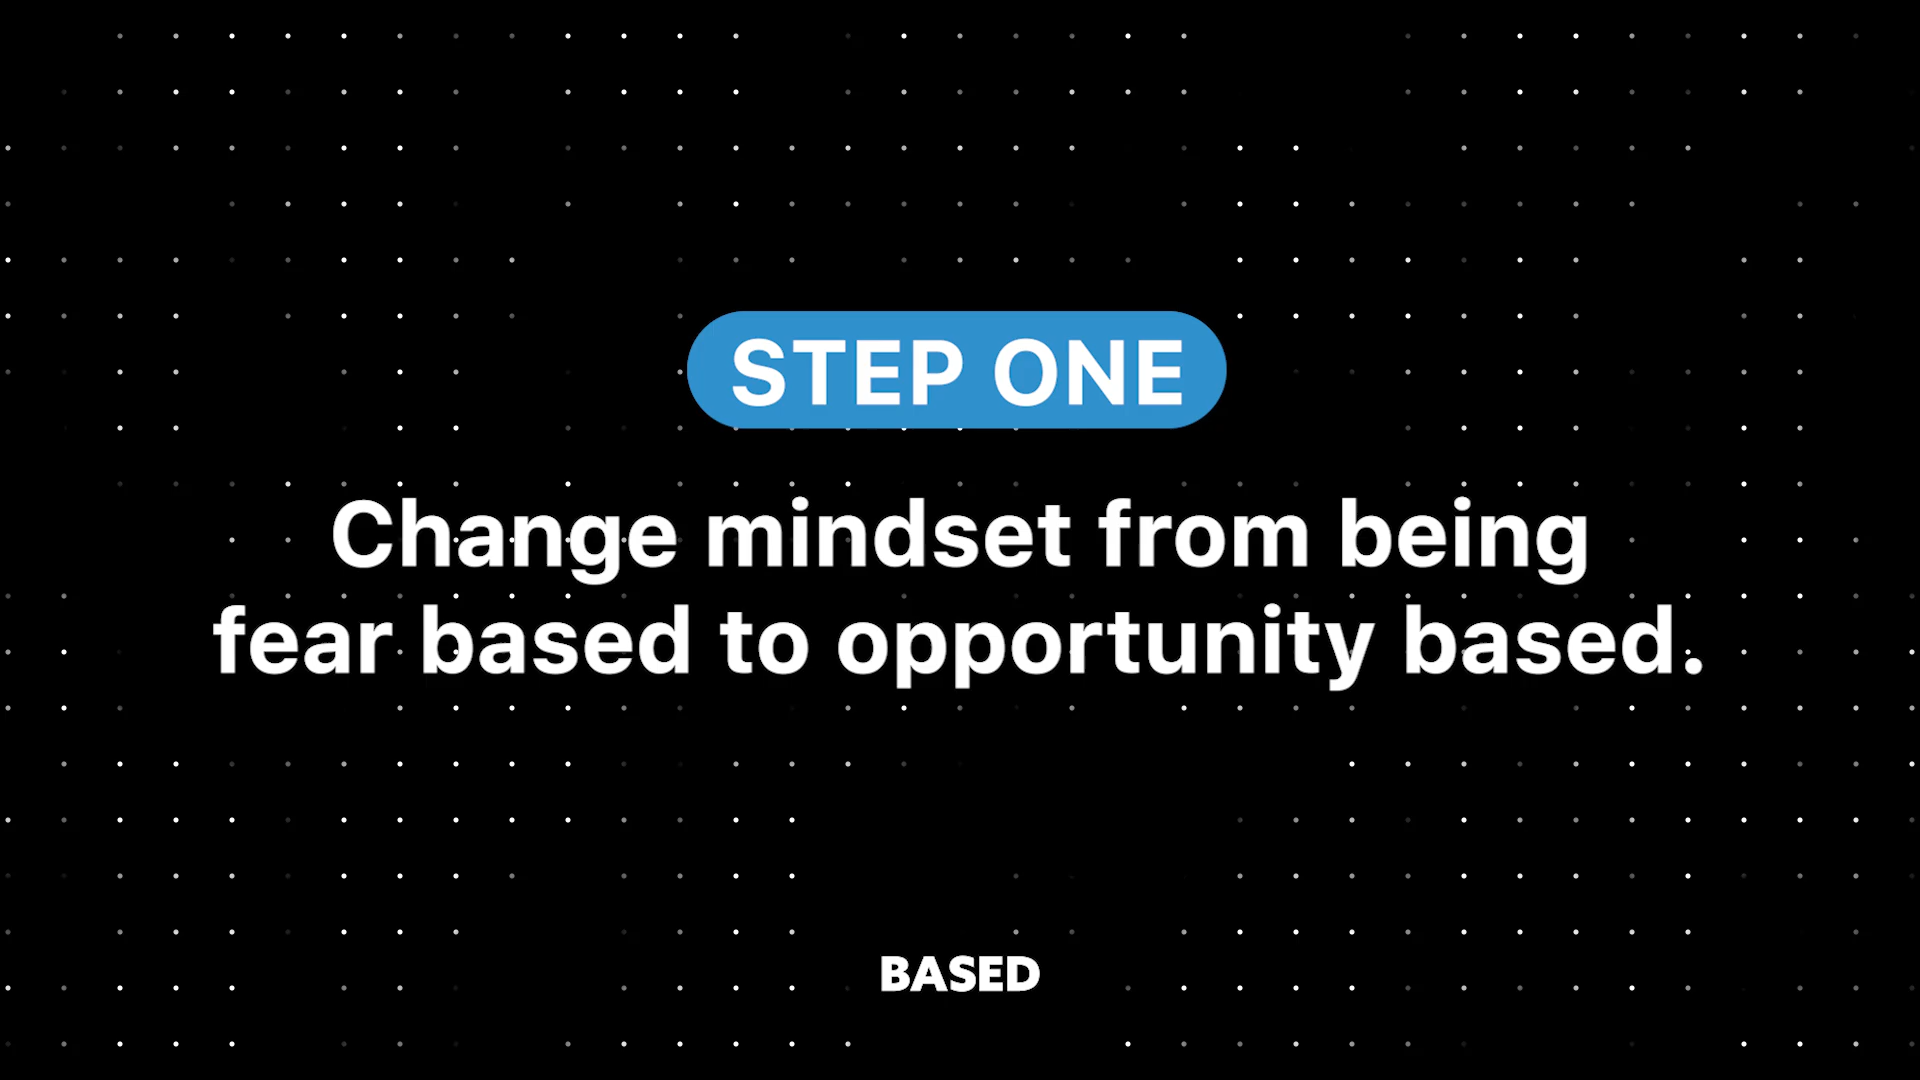 STEP ONE
Change mindset from being
fear based to opportunity based.
BASED